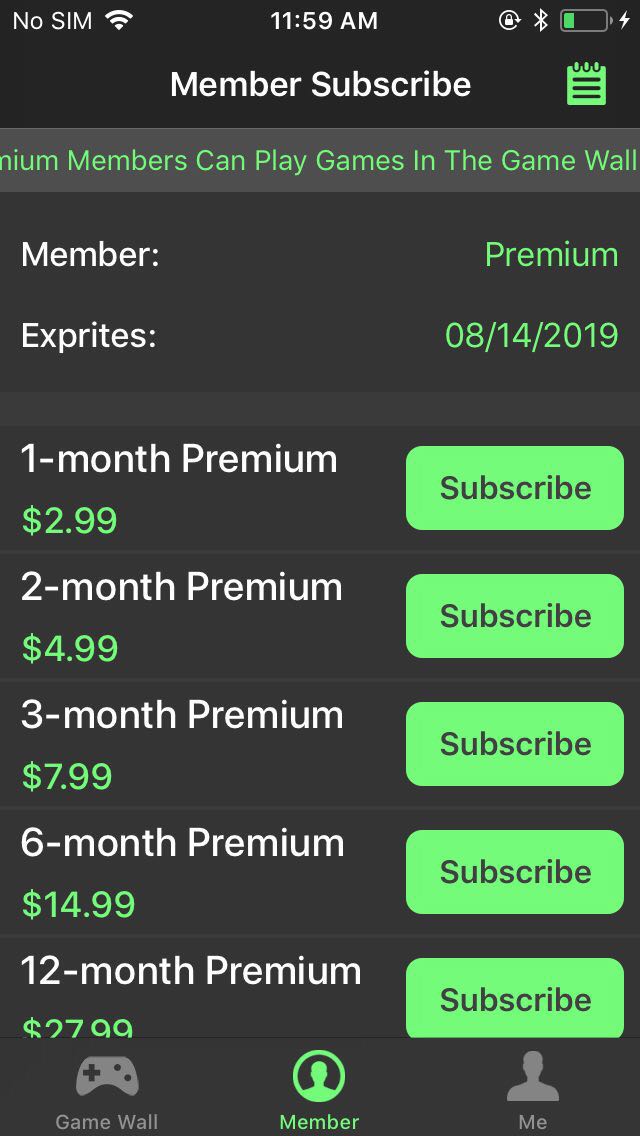 No SIM 11:59 AM
Member Subscribe
mium Members Can Play Games In The Game Wall
Member: Premium
Exprites: 08/14/2019
1-month Premium
$2.99
Subscribe
2-month Premium
$4.99
Subscribe
3-month Premium
$7.99
Subscribe
6-month Premium
$14.99
Subscribe
12-month Premium
$27.99
Subscribe
Game Wall Member Me